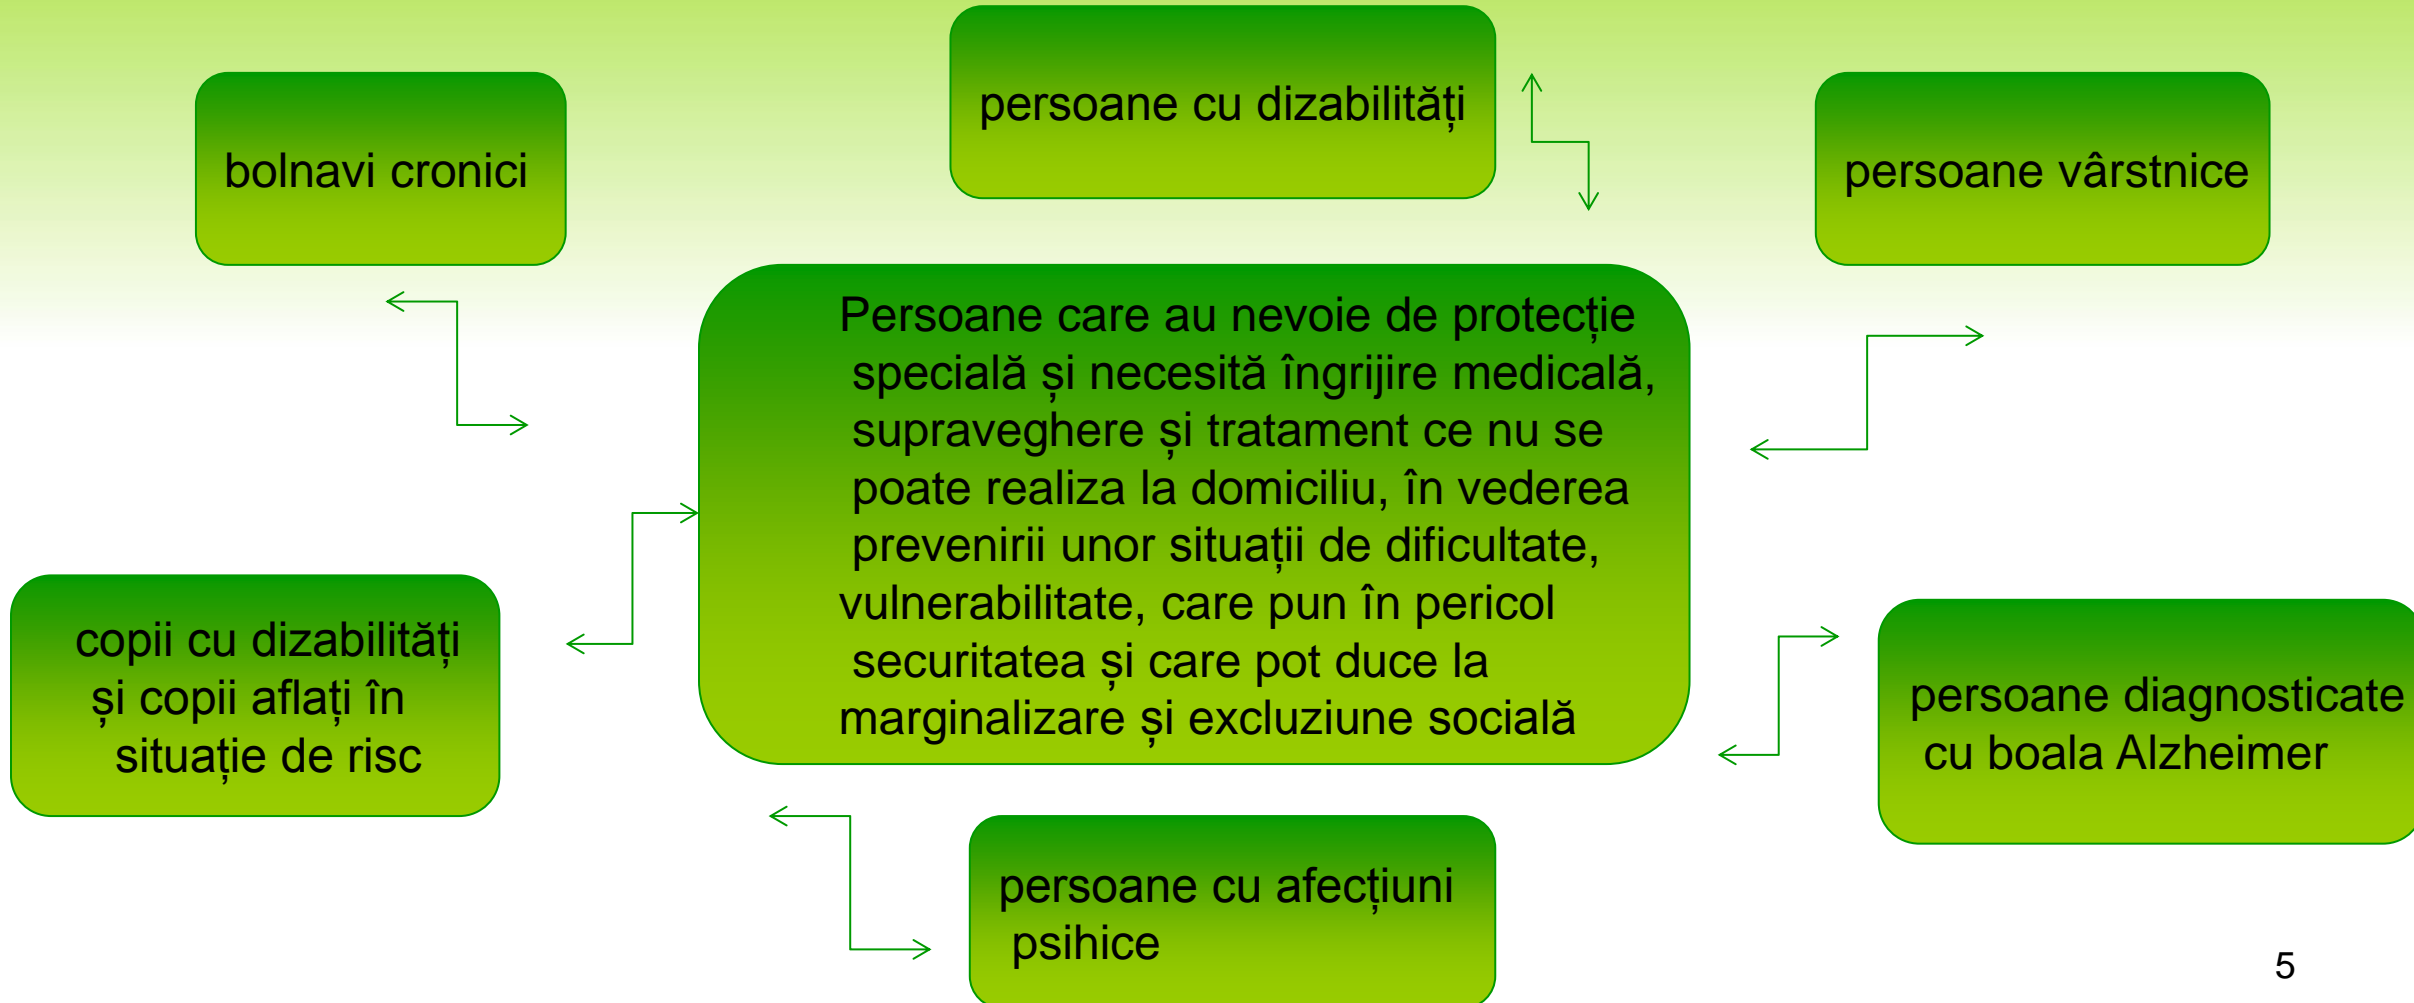 persoane cu dizabilități
bolnavi cronici
persoane vârstnice
Persoane care au nevoie de protecție
specială și necesită îngrijire medicală,
supraveghere și tratament ce nu se
poate realiza la domiciliu, în vederea
prevenirii unor situații de dificultate,
vulnerabilitate, care pun în pericol
securitatea și care pot duce la
marginalizare și excluziune socială
copii cu dizabilități
și copii aflați în
situație de risc
persoane diagnosticate
cu boala Alzheimer
persoane cu afecțiuni
psihice
5